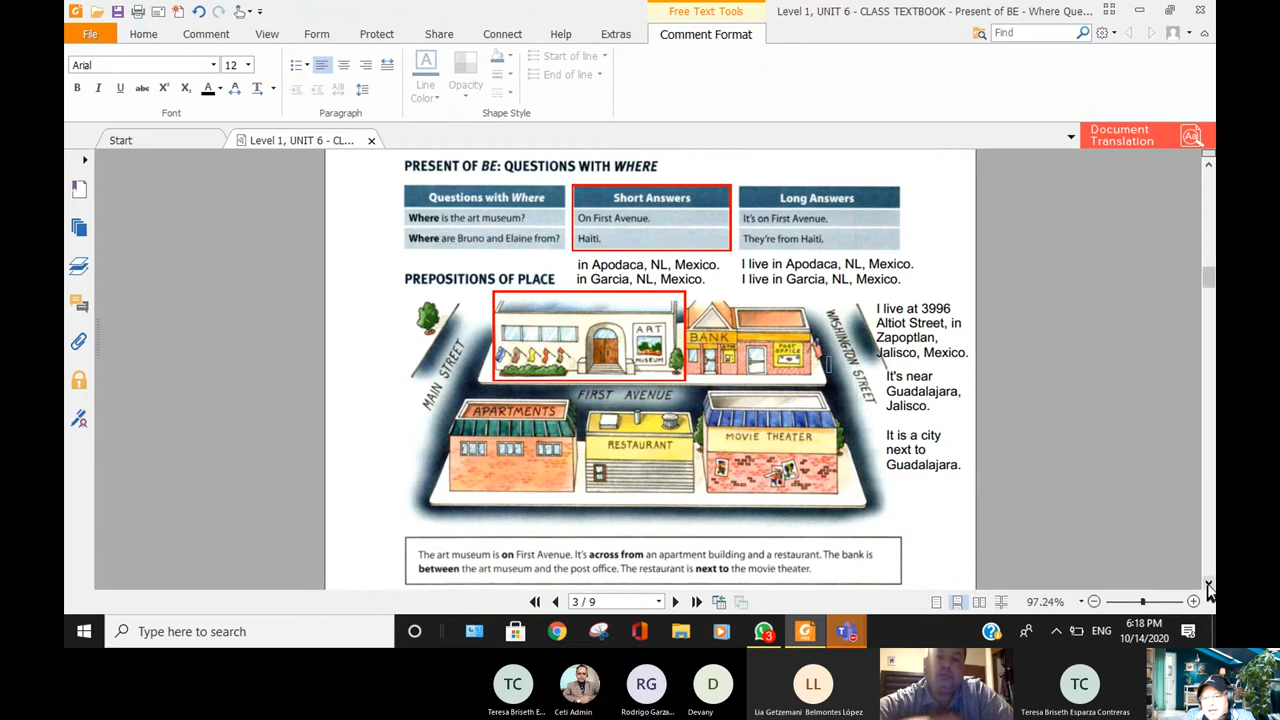 Free Text Tools
Level 1, UNIT 6 - CLASS TEXTBOOK - Present of BE - Where Que...
File Home Comment View Form Protect Share Connect Help Extras Comment Format Find
Arial 12
Line Color
Opacity
Start of line
End of line
Font Paragraph Shape Style
Start
Level 1, UNIT 6 - CL...
Document
Translation
PRESENT OF BE: QUESTIONS WITH WHERE
Questions with Where Short Answers Long Answers
Where is the art museum? On First Avenue. It's on First Avenue.
Where are Bruno and Elaine from? Haiti. They're from Haiti.
in Apodaca, NL, Mexico. I live in Apodaca, NL, Mexico.
in Garcia, NL, Mexico. I live in Garcia, NL, Mexico.
PREPOSITIONS OF PLACE
MAIN STREET
ART
MUSEUM
BANK
ATM
POST
OFFICE
WASHINGTON STREET
FIRST AVENUE
APARTMENTS
RESTAURANT
MOVIE THEATER
I live at 3996
Altiot Street, in
Zapoptlan,
Jalisco, Mexico.
It's near
Guadalajara,
Jalisco.
It is a city
next to
Guadalajara.
The art museum is on First Avenue. It's across from an apartment building and a restaurant. The bank is
between the art museum and the post office. The restaurant is next to the movie theater.
3 / 9
97.24%
Type here to search
3
ENG
6:18 PM
10/14/2020
TC RG D LL TC
Teresa Briseth E... Ceti Admin Rodrigo Garza... Devany Lia Getzemani Belmontes López Teresa Briseth Esparza Contreras